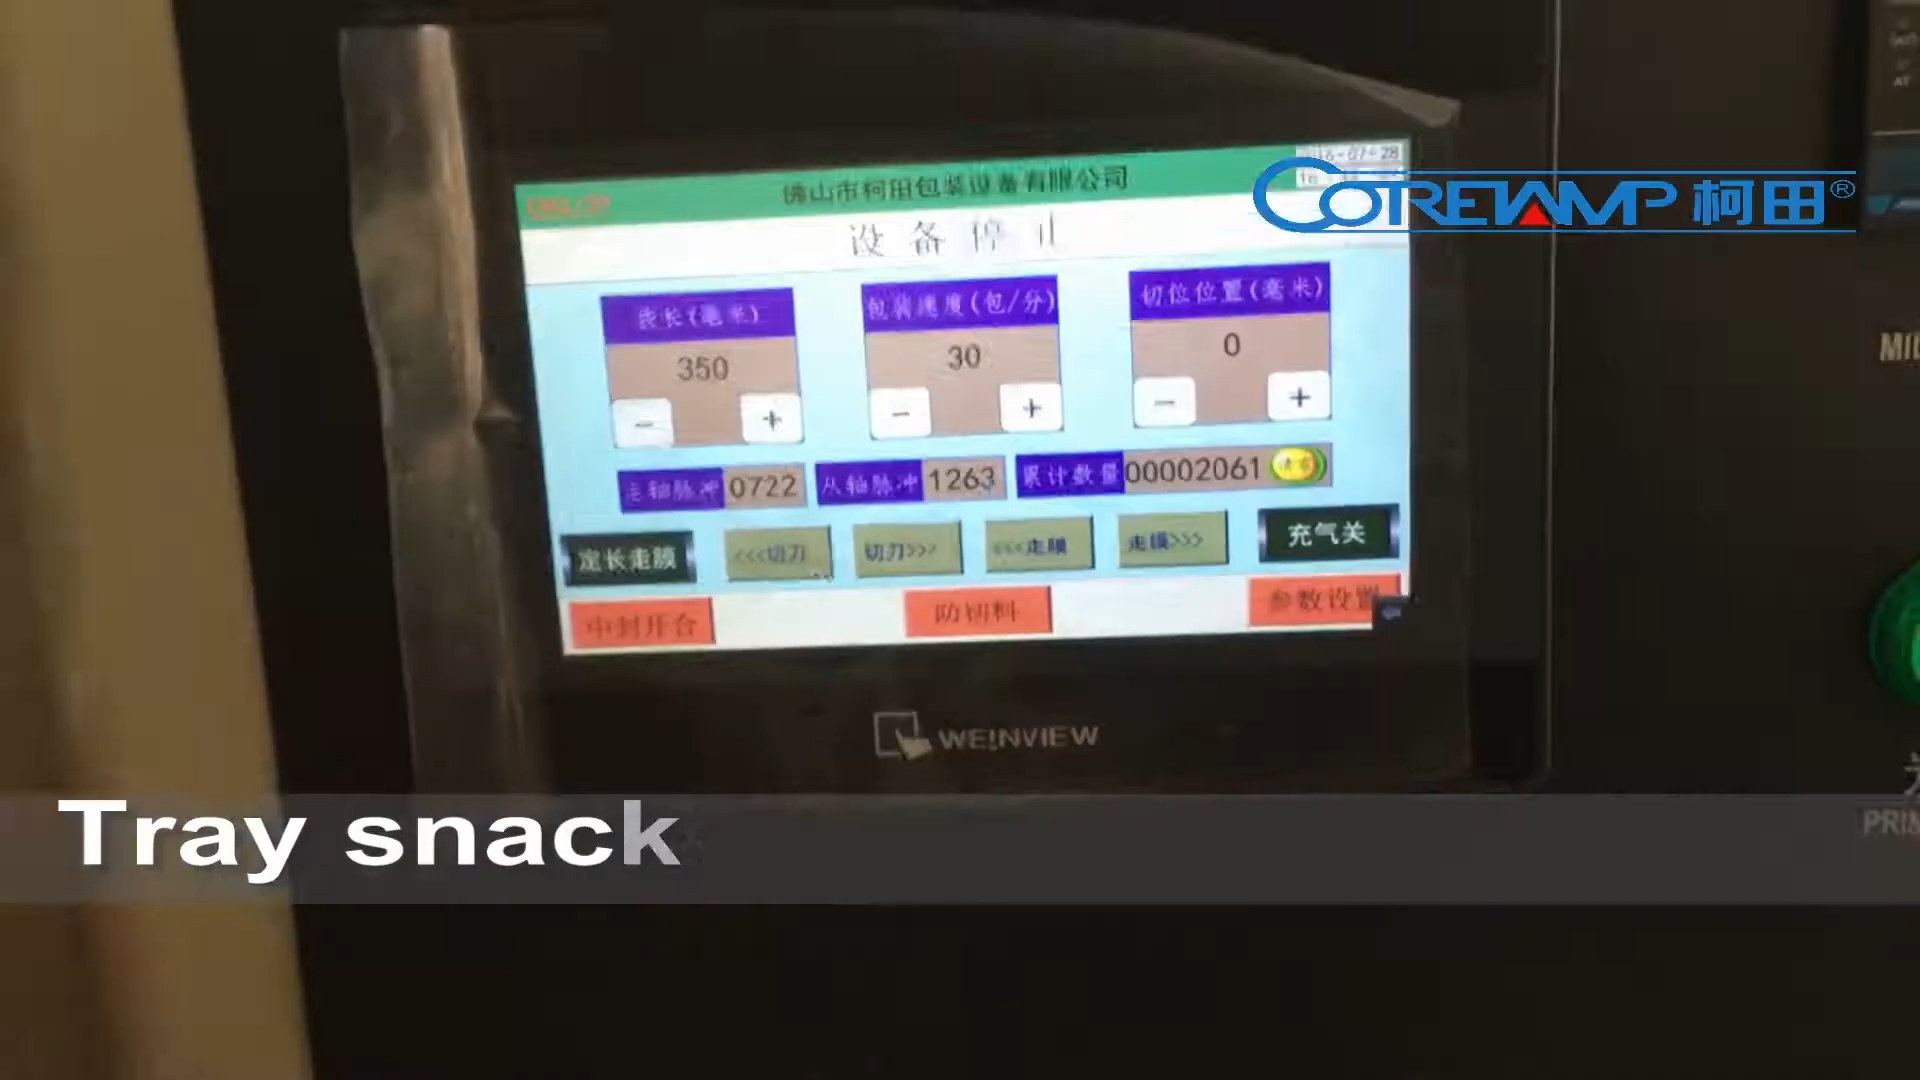 ENGLISH
佛山市柯田包装设备有限公司
CORETAMP 柯田®
设备停止
袋长(毫米)
包装速度(包/分)
切位位置(毫米)
350
30
0
- +
- +
- +
主轴脉冲 0722
从轴脉冲 1263
累计数量 00002061 清零
定长走膜
<<<切刀
切刀>>>
<<<走膜
走膜>>>
充气关
中封开合
防切料
参数设置
WEINVIEW
Tray snack